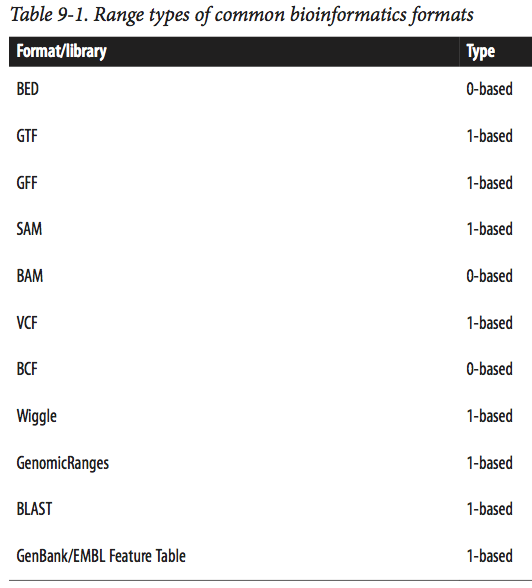 Table 9-1. Range types of common bioinformatics formats
Format/library Type
BED 0-based
GTF 1-based
GFF 1-based
SAM 1-based
BAM 0-based
VCF 1-based
BCF 0-based
Wiggle 1-based
GenomicRanges 1-based
BLAST 1-based
GenBank/EMBL Feature Table 1-based